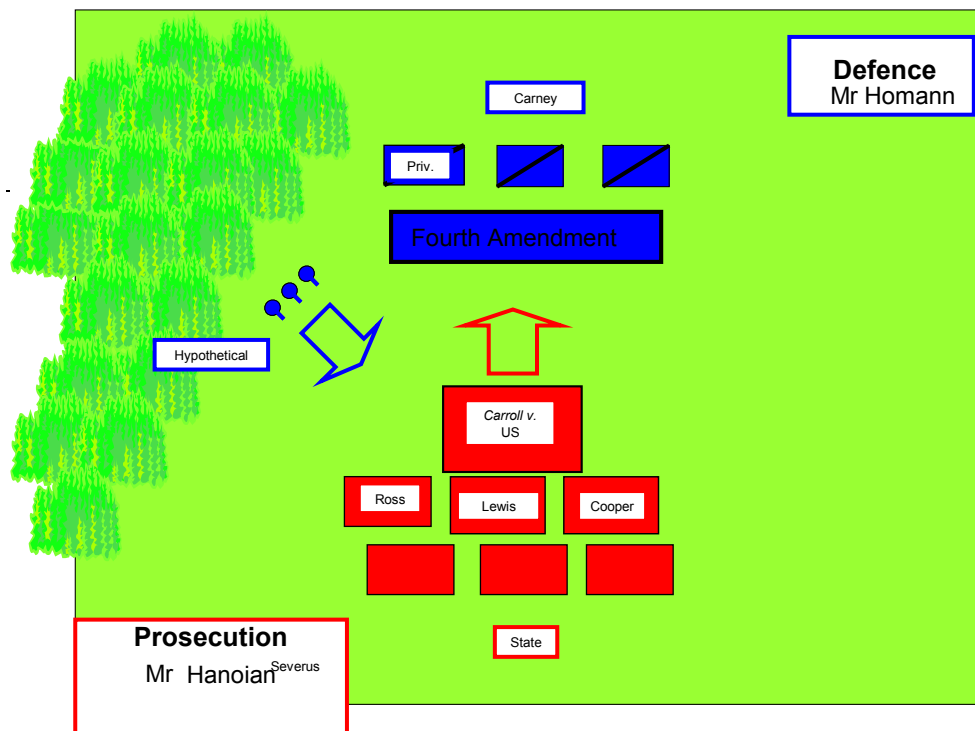 Defence
Mr Homann
Carney
Priv.
Fourth Amendment
Hypothetical
Carroll v.
US
Ross
Lewis
Cooper
State
Prosecution
Mr Hanoian Severus